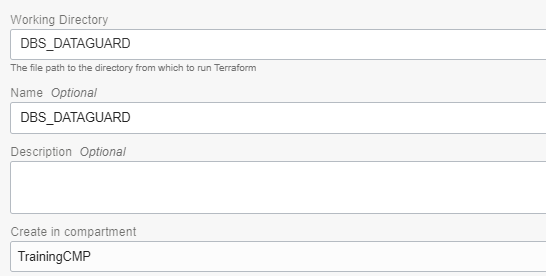 Working Directory
DBS_DATAGUARD
The file path to the directory from which to run Terraform
Name Optional
DBS_DATAGUARD
Description Optional
Create in compartment
TrainingCMP